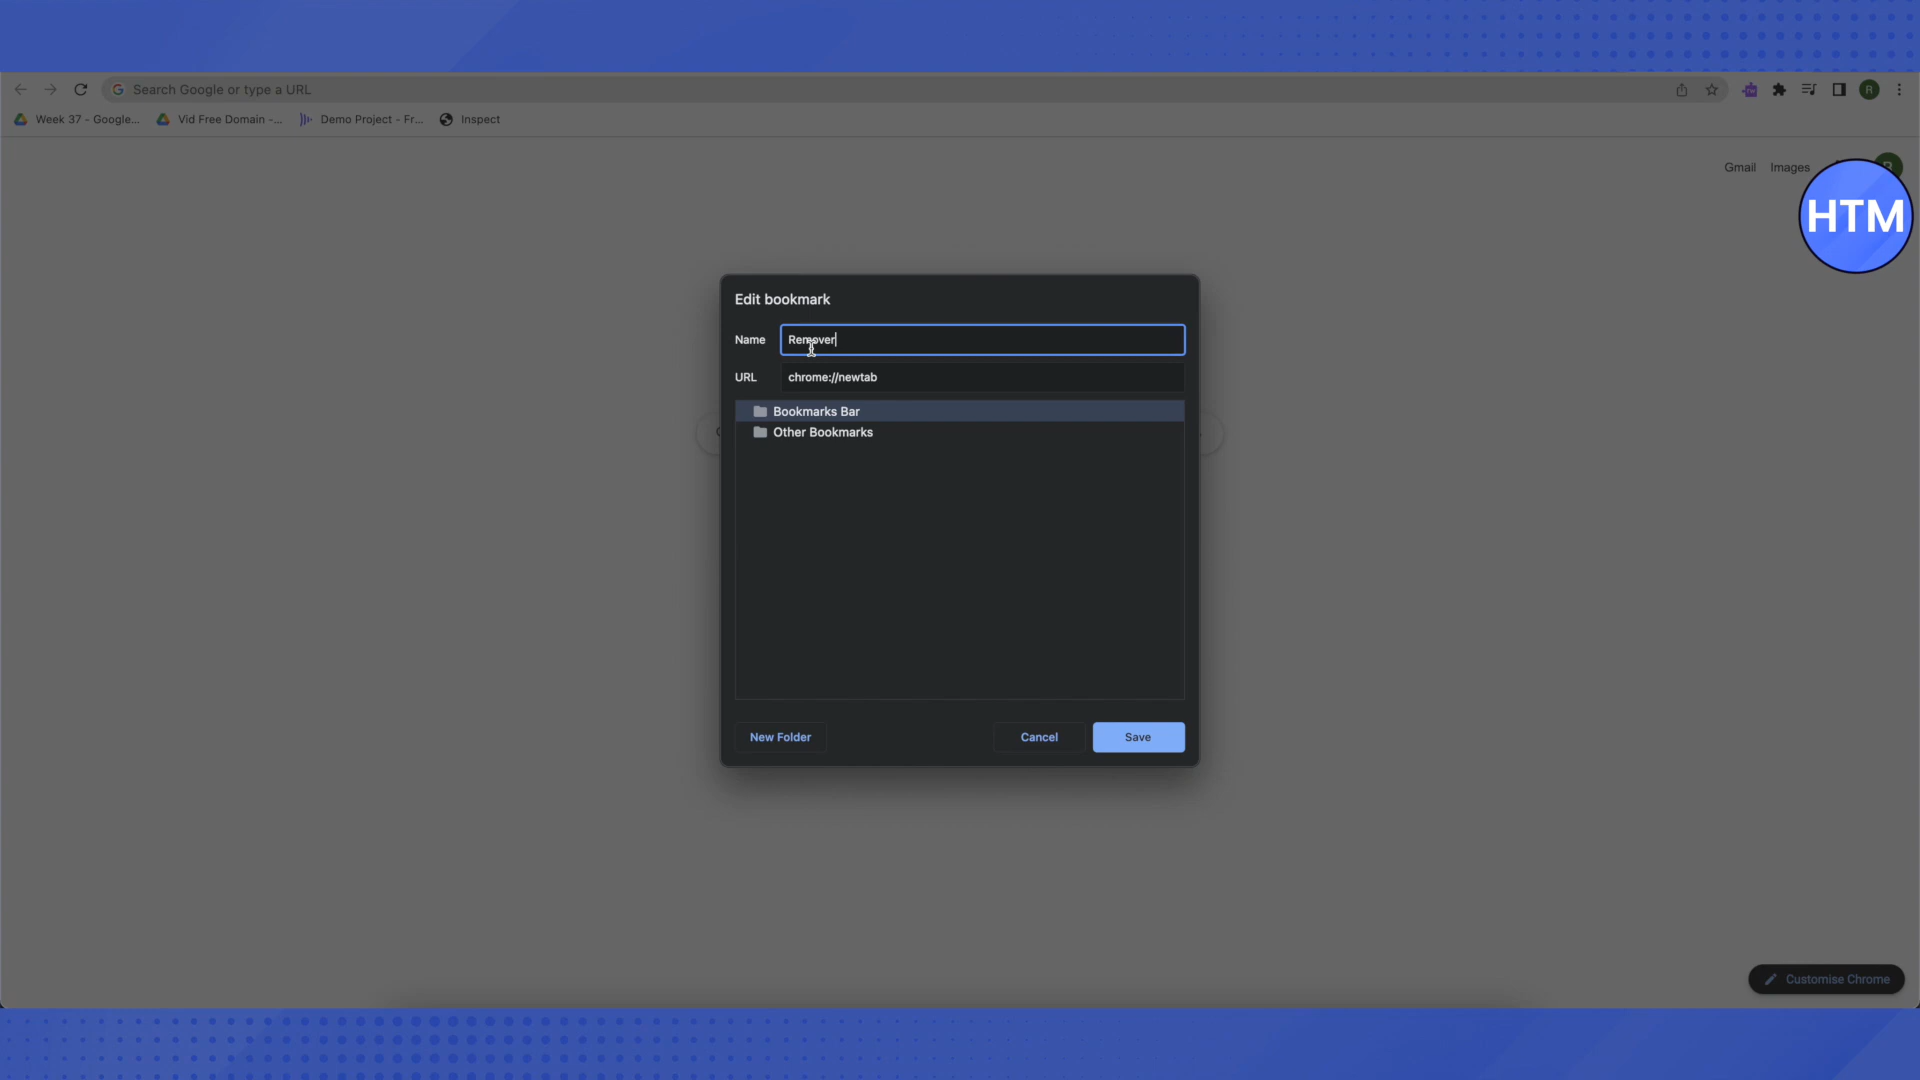 Search Google or type a URL
R
Week 37 - Google...
Vid Free Domain -...
Demo Project - Fr...
Inspect
Gmail
Images
HTM
Edit bookmark
Name
Remover
URL
chrome://newtab
Bookmarks Bar
Other Bookmarks
New Folder
Cancel
Save
Customise Chrome